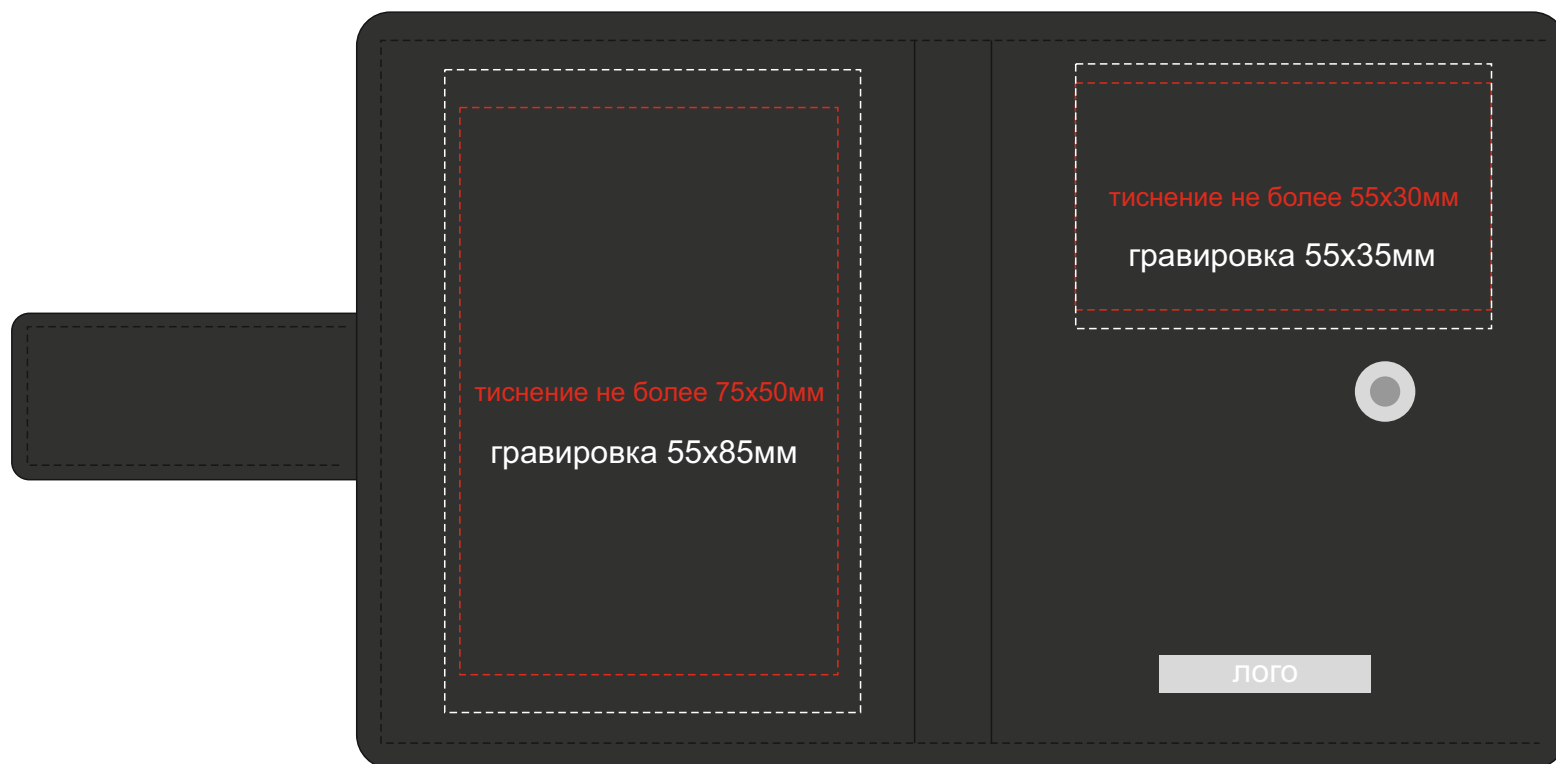 тиснение не более 75х50мм
гравировка 55х85мм
тиснение не более 55х30мм
гравировка 55х35мм
лого